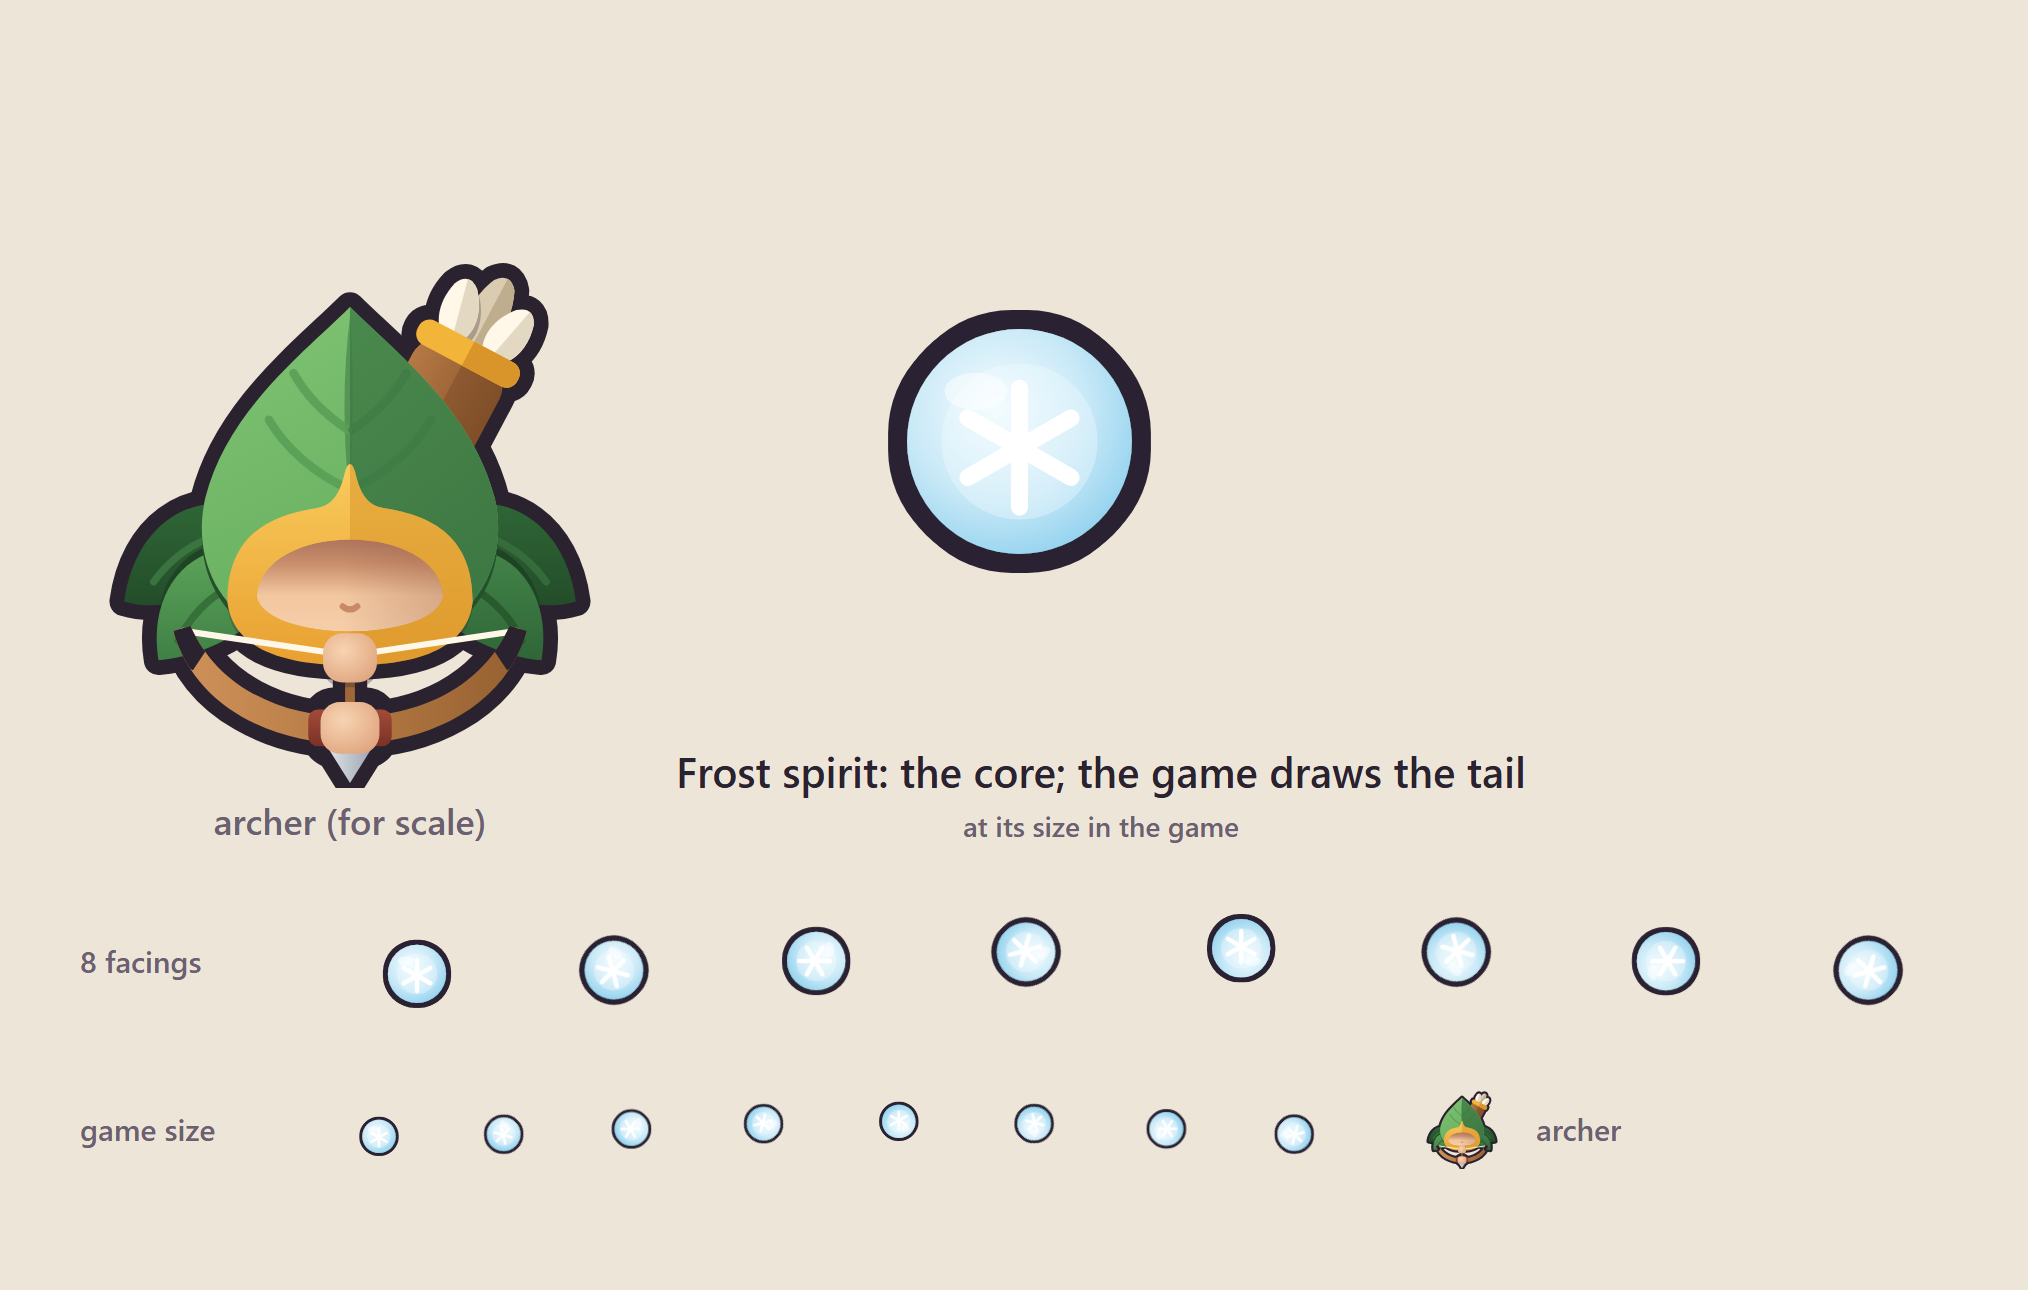 Frost spirit: the core; the game draws the tail
archer (for scale)
at its size in the game
8 facings
game size
archer